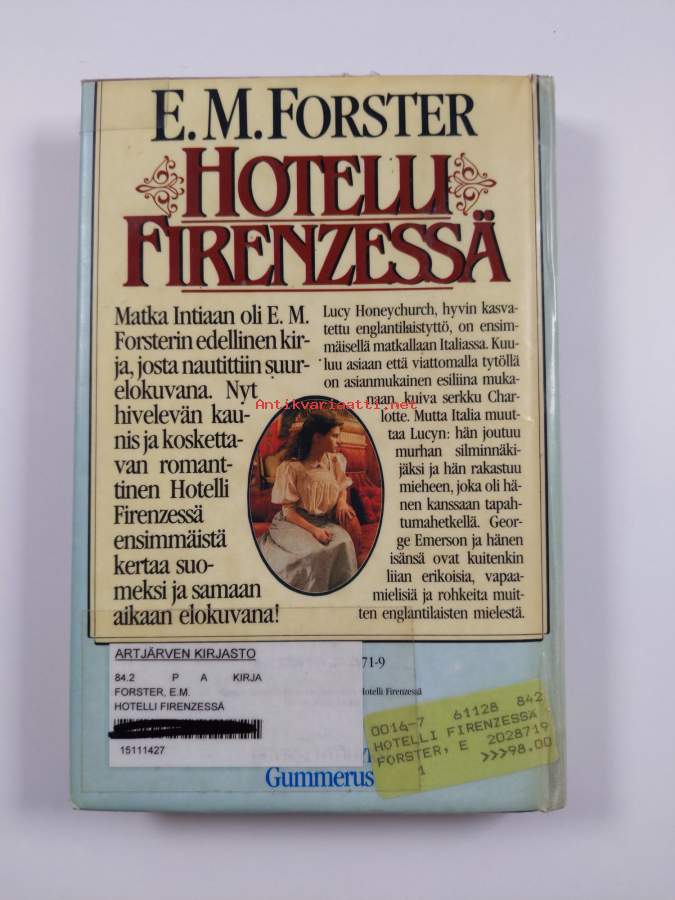 E. M. FORSTER
HOTELLI
FIRENZESSÄ
Matka Intiaan oli E. M.
Forsterin edellinen kir-
ja, josta nautittiin suur-
elokuvana. Nyt
hivelevän kau-
nis ja kosketta-
van romant-
tinen Hotelli
Firenzessä
ensimmäistä
kertaa suo-
meksi ja samaan
aikaan elokuvana!
Lucy Honeychurch, hyvin kasva-
tettu englantilaistyttö, on ensim-
mäisellä matkallaan Italiassa. Kuu-
luu asiaan että viattomalla tytöllä
on asianmukainen esiliina muka-
naan, kuiva serkku Char-
lotte. Mutta Italia muut-
taa Lucyn: hän joutuu
murhan silminnäki-
jäksi ja hän rakastuu
mieheen, joka oli hä-
nen kanssaan tapah-
tumahetkellä. Geor-
ge Emerson ja hänen
isänsä ovat kuitenkin
liian erikoisia, vapaa-
mielisiä ja rohkeita muit-
ten englantilaisten mielestä.
Antikvariaatti.net
ARTJÄRVEN KIRJASTO
84.2 P A KIRJA
FORSTER, E.M.
HOTELLI FIRENZESSÄ
15111427
71-9
Hotelli Firenzessä
Gummerus
0014-7 61128 842
HOTELLI FIRENZESSÄ
FORSTER, E 2028719
1 >>>98.00